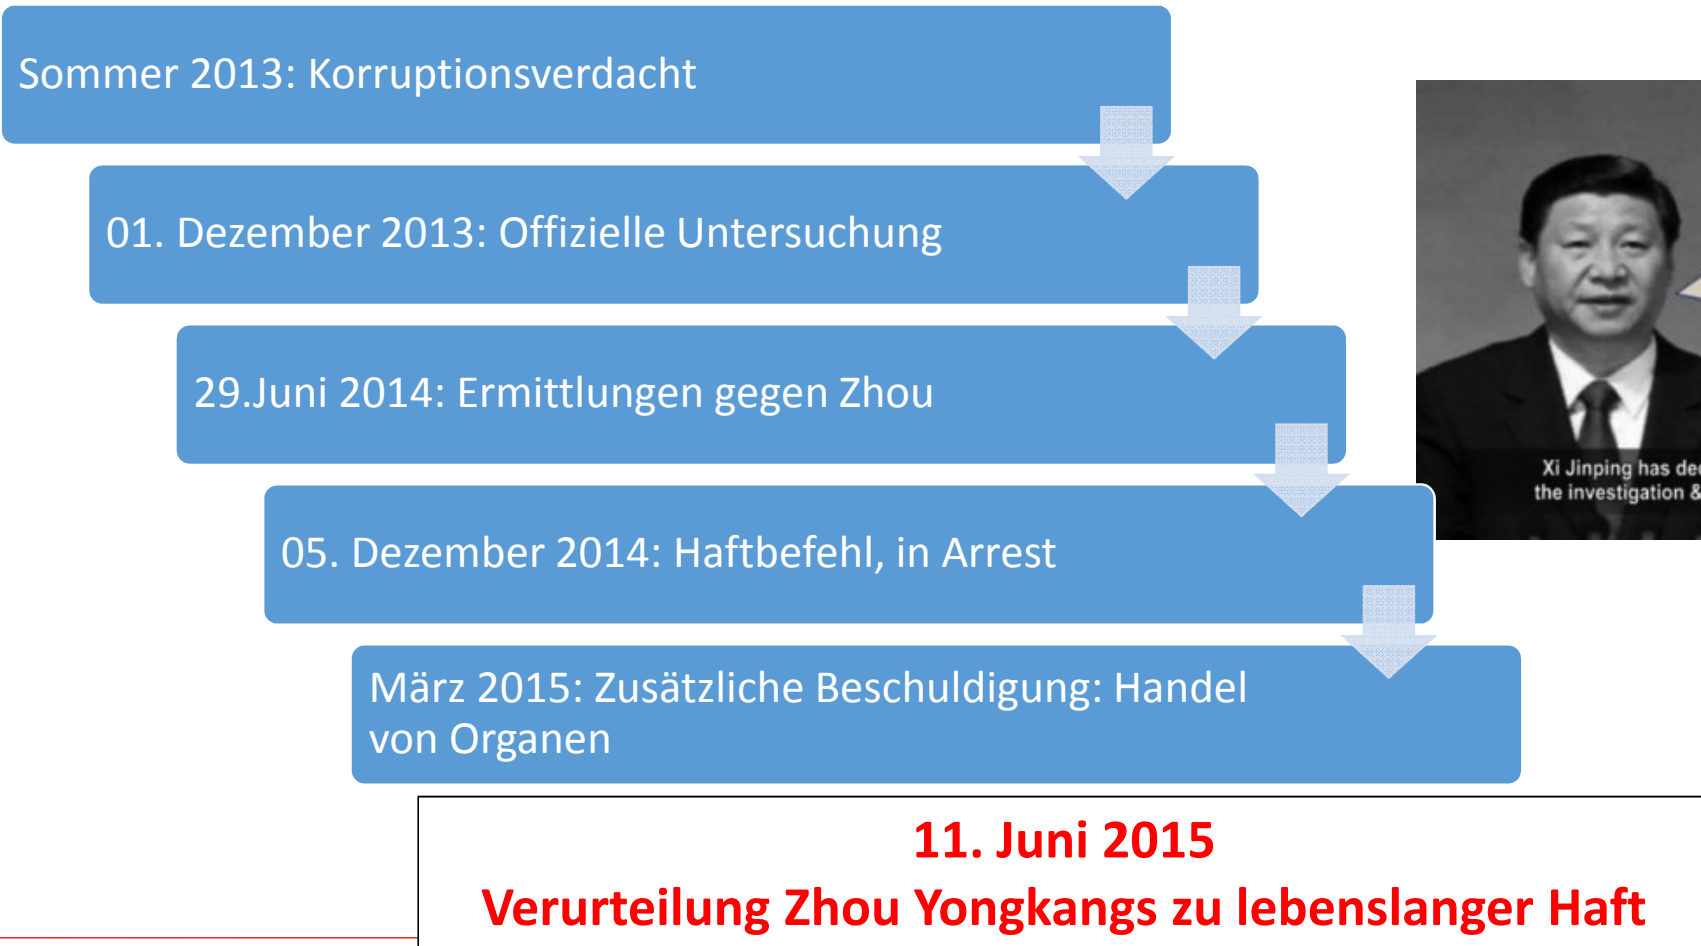 Sommer 2013: Korruptionsverdacht
01. Dezember 2013: Offizielle Untersuchung
29.Juni 2014: Ermittlungen gegen Zhou
05. Dezember 2014: Haftbefehl, in Arrest
März 2015: Zusätzliche Beschuldigung: Handel
von Organen
Xi Jinping has
the investigation &
11. Juni 2015
Verurteilung Zhou Yongkangs zu lebenslanger Haft